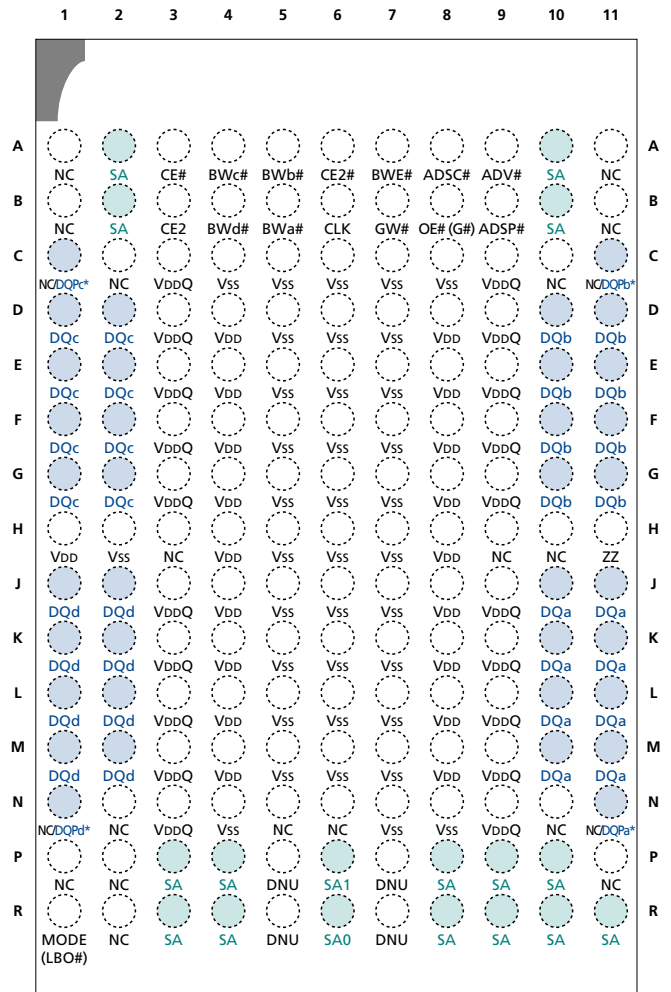 1 2 3 4 5 6 7 8 9 10 11
A A
NC SA CE# BWc# BWb# CE2# BWE# ADSC# ADV# SA NC
B B
NC SA CE2 BWd# BWa# CLK GW# OE# (G#) ADSP# SA NC
C C
NC/DQPc* NC VDDQ VSS VSS VSS VSS VSS VDDQ NC NC/DQPb*
D D
DQc DQc VDDQ VDD VSS VSS VSS VDD VDDQ DQb DQb
E E
DQc DQc VDDQ VDD VSS VSS VSS VDD VDDQ DQb DQb
F F
DQc DQc VDDQ VDD VSS VSS VSS VDD VDDQ DQb DQb
G G
DQc DQc VDDQ VDD VSS VSS VSS VDD VDDQ DQb DQb
H H
VDD VSS NC VDD VSS VSS VSS VDD NC NC ZZ
J J
DQd DQd VDDQ VDD VSS VSS VSS VDD VDDQ DQa DQa
K K
DQd DQd VDDQ VDD VSS VSS VSS VDD VDDQ DQa DQa
L L
DQd DQd VDDQ VDD VSS VSS VSS VDD VDDQ DQa DQa
M M
DQd DQd VDDQ VDD VSS VSS VSS VDD VDDQ DQa DQa
N N
NC/DQPd* NC VDDQ VSS NC NC VSS VSS VDDQ NC NC/DQPa*
P P
NC NC SA SA DNU SA1 DNU SA SA SA NC
R R
MODE NC SA SA DNU SA0 DNU SA SA SA SA
(LBO#)